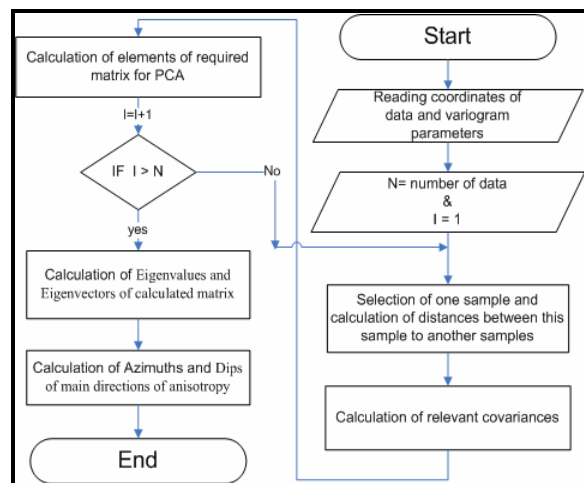 Start
Reading coordinates of
data and variogram
parameters
N= number of data
&
I = 1
Selection of one sample and
calculation of distances between this
sample to another samples
Calculation of relevant covariances
Calculation of elements of required
matrix for PCA
I=I+1
IF I > N
No
yes
Calculation of Eigenvalues and
Eigenvectors of calculated matrix
Calculation of Azimuths and Dips
of main directions of anisotropy
End